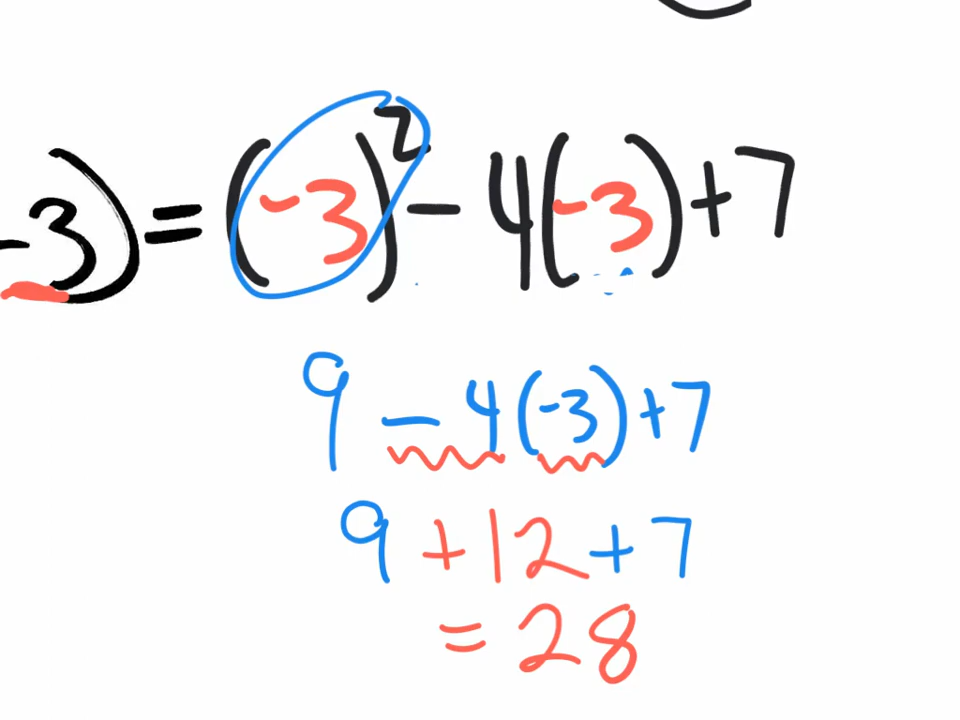 -3) = (-3)² - 4(-3) + 7
9 - 4(-3) + 7
9 + 12 + 7
= 28